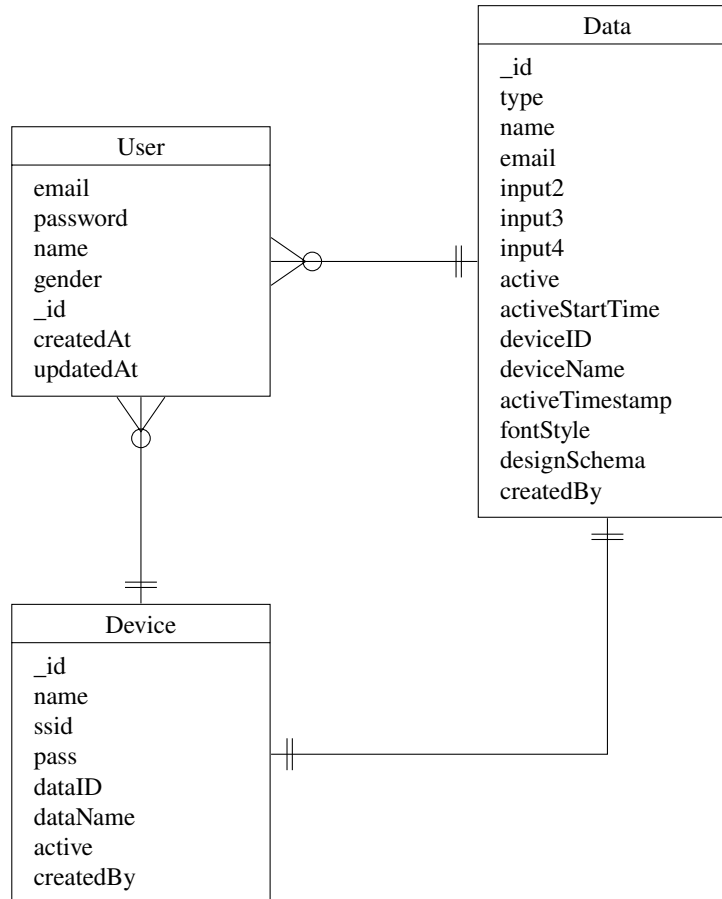 Data
_id
type
name
email
input2
input3
input4
active
activeStartTime
deviceID
deviceName
activeTimestamp
fontStyle
designSchema
createdBy
User
email
password
name
gender
_id
createdAt
updatedAt
Device
_id
name
ssid
pass
dataID
dataName
active
createdBy